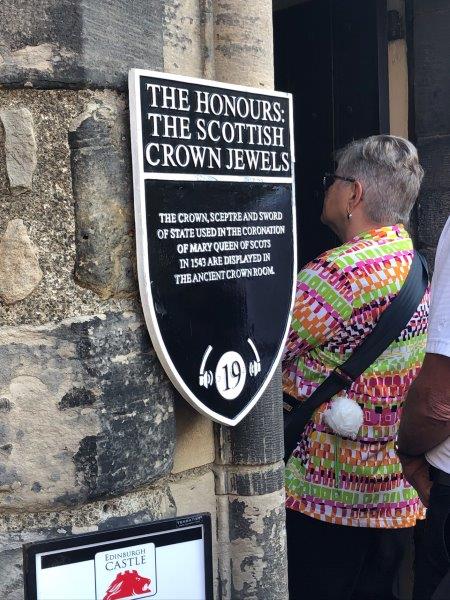 THE HONOURS:
THE SCOTTISH
CROWN JEWELS
THE CROWN, SCEPTRE AND SWORD
OF STATE USED IN THE CORONATION
OF MARY QUEEN OF SCOTS
IN 1543 ARE DISPLAYED IN
THE ANCIENT CROWN ROOM.
19
EDINBURGH
CASTLE